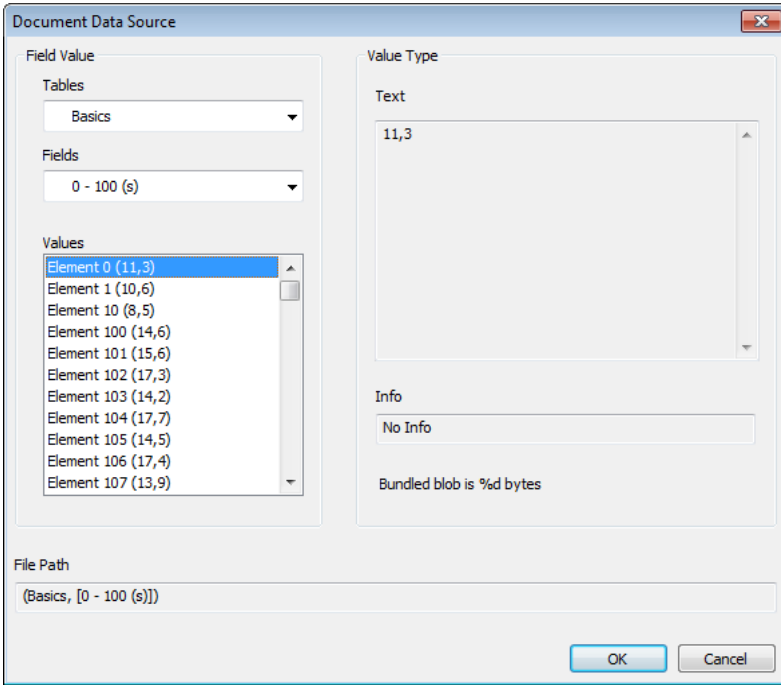 Document Data Source
Field Value
Tables
Basics
Fields
0 - 100 (s)
Values
Element 0 (11,3)
Element 1 (10,6)
Element 10 (8,5)
Element 100 (14,6)
Element 101 (15,6)
Element 102 (17,3)
Element 103 (14,2)
Element 104 (17,7)
Element 105 (14,5)
Element 106 (17,4)
Element 107 (13,9)
Value Type
Text
11,3
Info
No Info
Bundled blob is %d bytes
File Path
(Basics, [0 - 100 (s)])
OK
Cancel